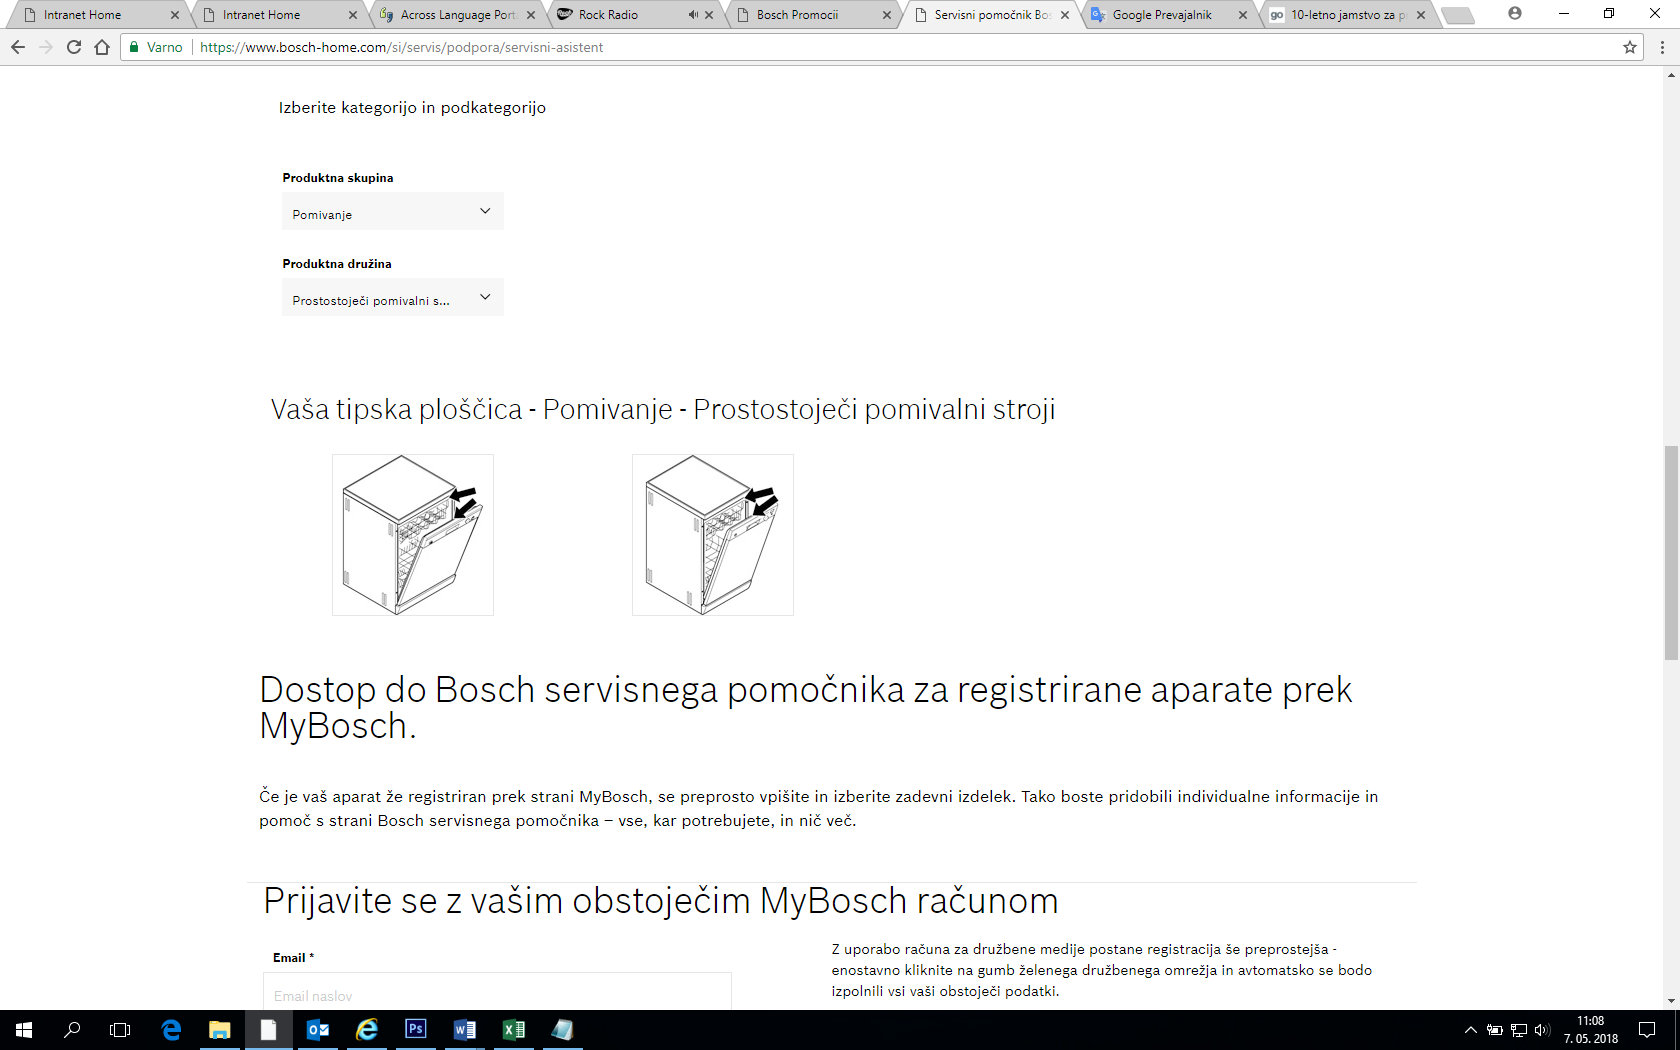 Intranet Home
Intranet Home
Across Language Port
Rock Radio
Bosch Promocii
Servisni pomočnik Bos
Google Prevajalnik
go 10-letno jamstvo za p
Varno https://www.bosch-home.com/si/servis/podpora/servisni-asistent
Izberite kategorijo in podkategorijo
Produktna skupina
Pomivanje
Produktna družina
Prostostoječi pomivalni s...
Vaša tipska ploščica - Pomivanje - Prostostoječi pomivalni stroji
Dostop do Bosch servisnega pomočnika za registrirane aparate prek
MyBosch.
Če je vaš aparat že registriran prek strani MyBosch, se preprosto vpišite in izberite zadevni izdelek. Tako boste pridobili individualne informacije in
pomoč s strani Bosch servisnega pomočnika – vse, kar potrebujete, in nič več.
Prijavite se z vašim obstoječim MyBosch računom
Email *
Email naslov
Z uporabo računa za družbene medije postane registracija še preprostejša -
enostavno kliknite na gumb želenega družbenega omrežja in avtomatsko se bodo
izpolnili vsi vaši obstoječi podatki.
Ps
11:08
7. 05. 2018